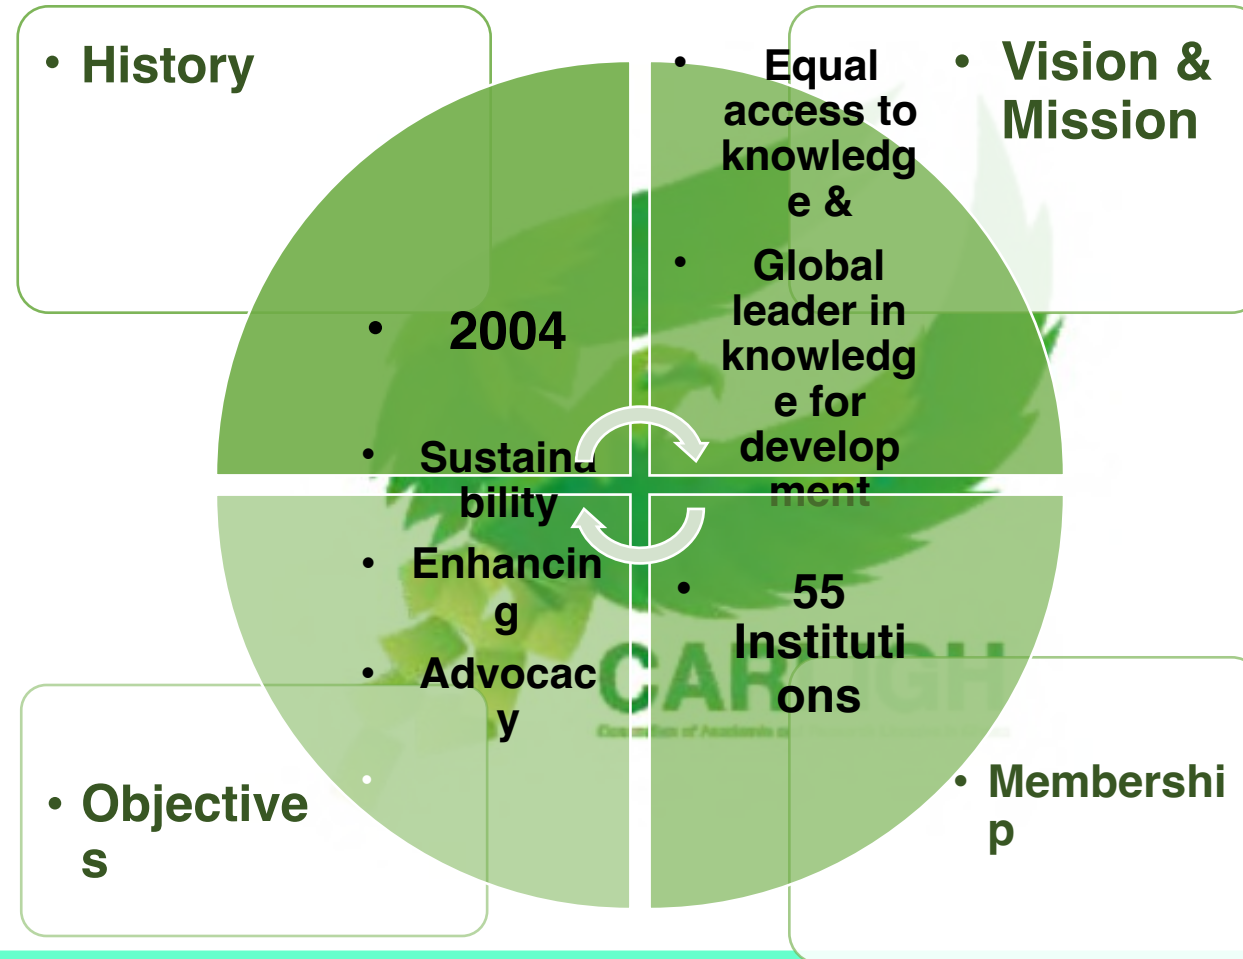 • History
• 2004
• Vision &
Mission
• Equal
access to
knowledg
e &
• Global
leader in
knowledg
e for
develop
ment
• Sustaina
bility
• Enhancin
g
• Advocac
y
• Objective
s
• 55
Instituti
ons
• Membershi
p